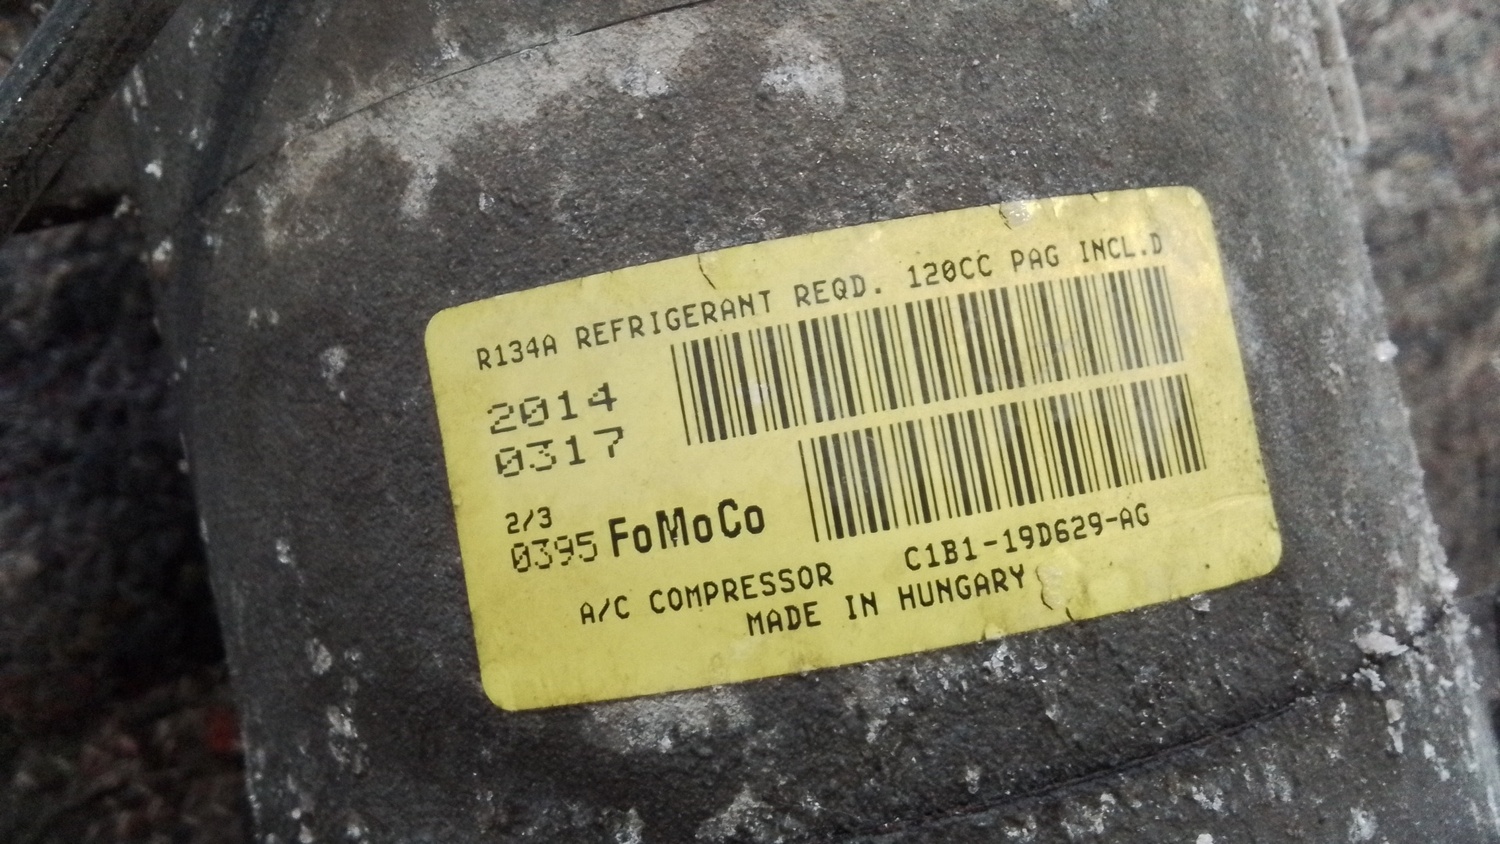 R134A REFRIGERANT REQD. 120CC PAG INCL.D
2014
0317
2/3
0395 FoMoCo
C1B1-19D629-AG
A/C COMPRESSOR
MADE IN HUNGARY